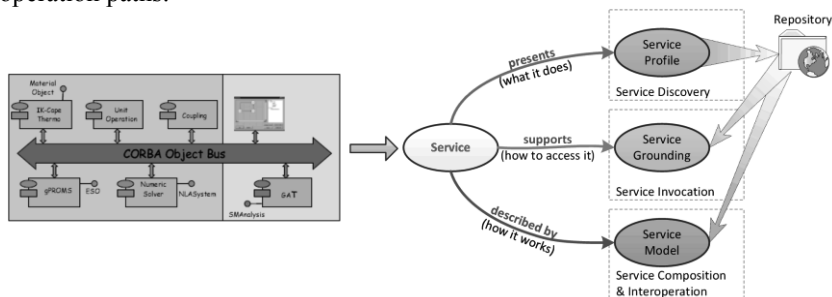 operation paths.
Material
Object
IK-Cape
Thermo
Unit
Operation
Coupling
CORBA Object Bus
gPROMS
ESO
Numeric
Solver
NLASystem
SMAnalysis
GAT
Service
presents
(what it does)
supports
(how to access it)
described by
(how it works)
Service
Profile
Service Discovery
Service
Grounding
Service Invocation
Service
Model
Service Composition
& Interoperation
Repository